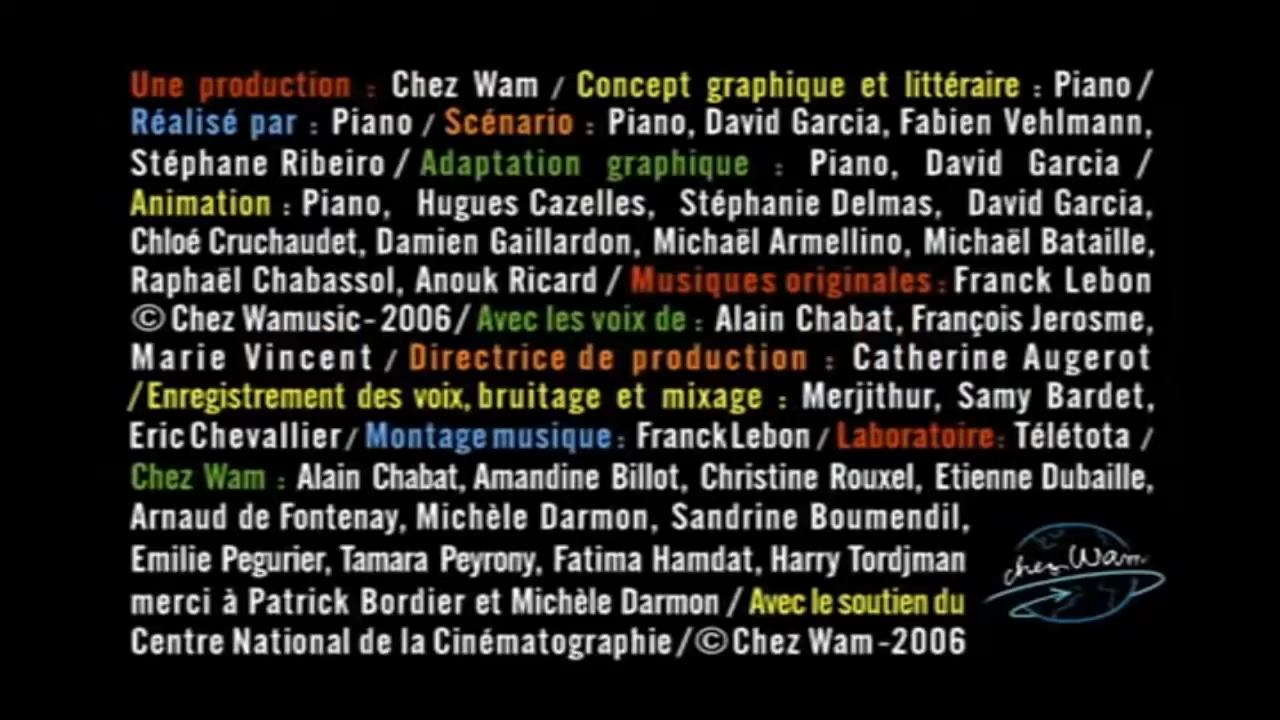 Une production : Chez Wam / Concept graphique et littéraire : Piano /
Réalisé par : Piano / Scénario : Piano, David Garcia, Fabien Vehlmann,
Stéphane Ribeiro / Adaptation graphique : Piano, David Garcia /
Animation : Piano, Hugues Cazelles, Stéphanie Delmas, David Garcia,
Chloé Cruchaudet, Damien Gaillardon, Michaël Armellino, Michaël Bataille,
Raphaël Chabassol, Anouk Ricard / Musiques originales : Franck Lebon
© Chez Wamusic - 2006 / Avec les voix de : Alain Chabat, François Jerosme,
Marie Vincent / Directrice de production : Catherine Augerot
/ Enregistrement des voix, bruitage et mixage : Merjithur, Samy Bardet,
Eric Chevallier / Montage musique : Franck Lebon / Laboratoire : Télétota /
Chez Wam : Alain Chabat, Amandine Billot, Christine Rouxel, Etienne Dubaille,
Arnaud de Fontenay, Michèle Darmon, Sandrine Boumendil,
Emilie Pegurier, Tamara Peyrony, Fatima Hamdat, Harry Tordjman
merci à Patrick Bordier et Michèle Darmon / Avec le soutien du
Centre National de la Cinématographie / © Chez Wam - 2006
chez Wam